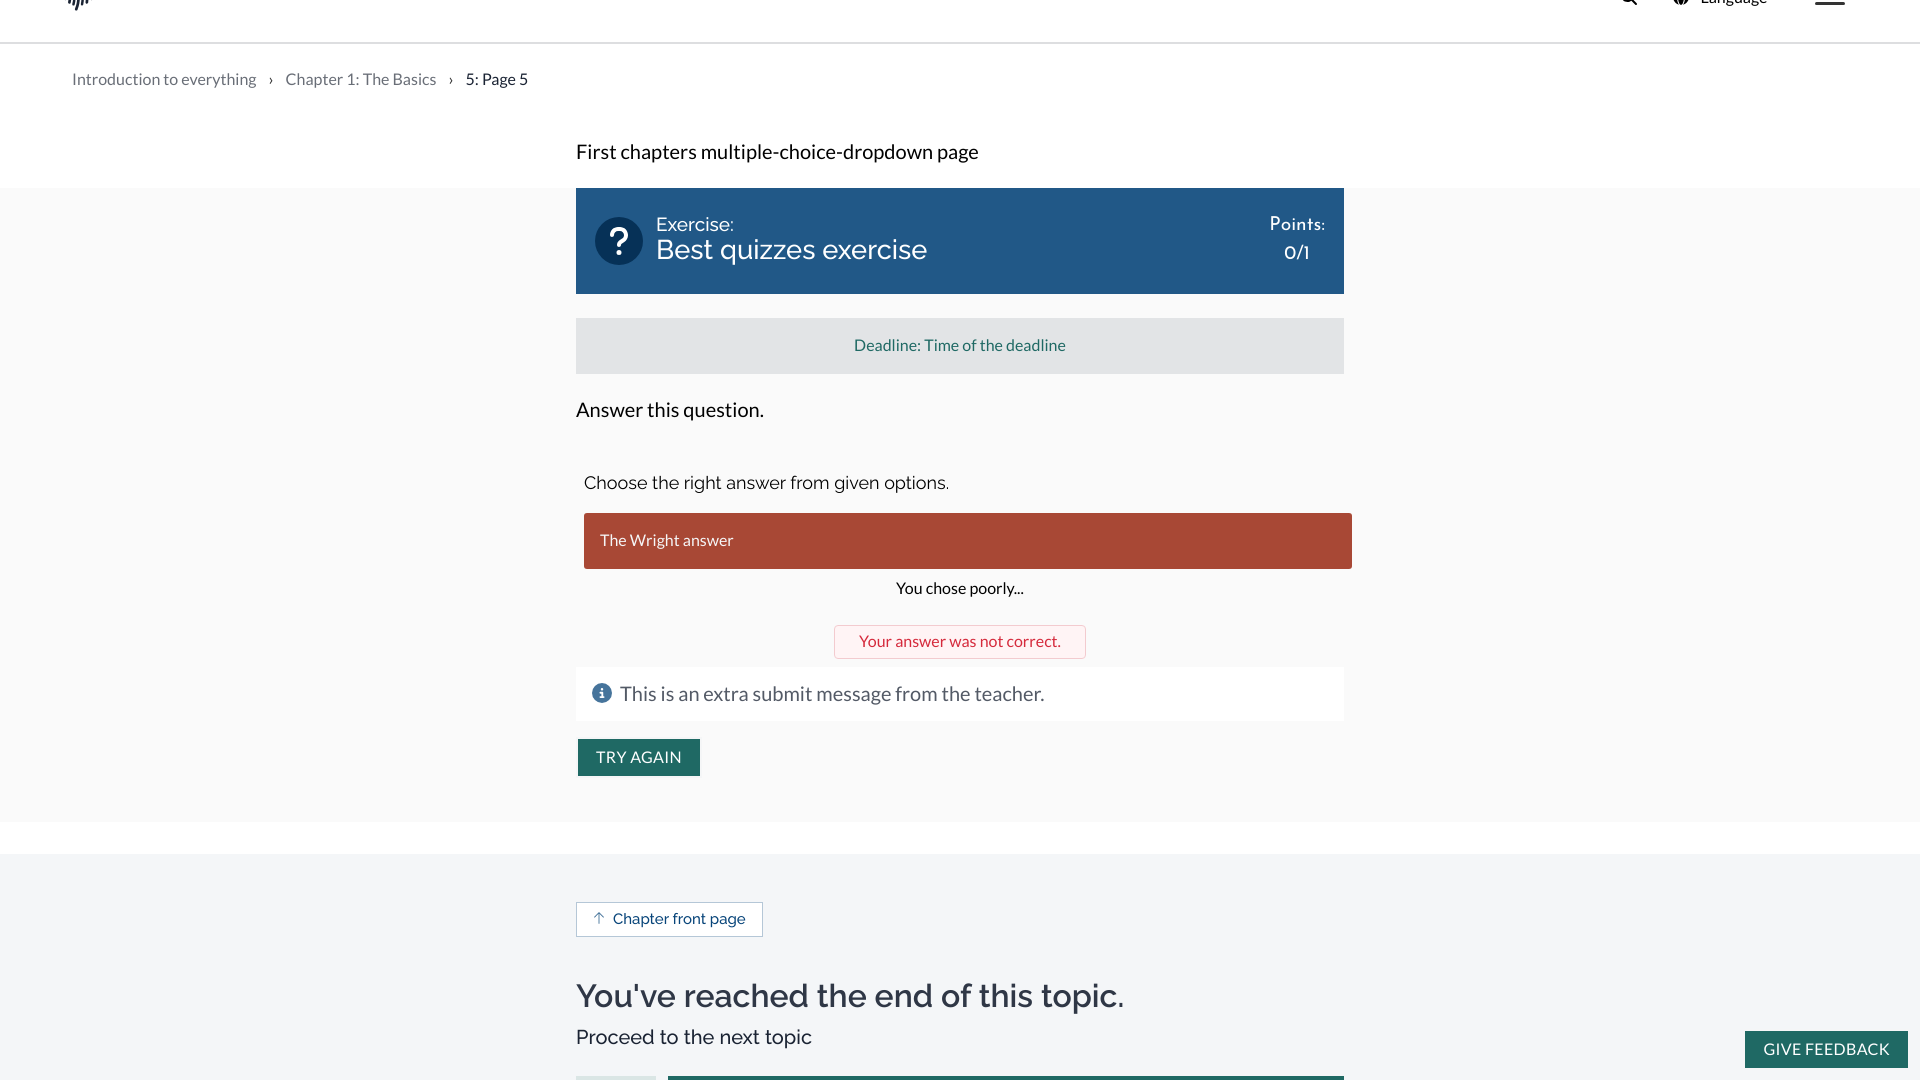 Language
Introduction to everything › Chapter 1: The Basics › 5: Page 5
First chapters multiple-choice-dropdown page
Exercise:
Best quizzes exercise
Points:
0/1
Deadline: Time of the deadline
Answer this question.
Choose the right answer from given options.
The Wright answer
You chose poorly...
Your answer was not correct.
This is an extra submit message from the teacher.
TRY AGAIN
Chapter front page
You've reached the end of this topic.
Proceed to the next topic
GIVE FEEDBACK